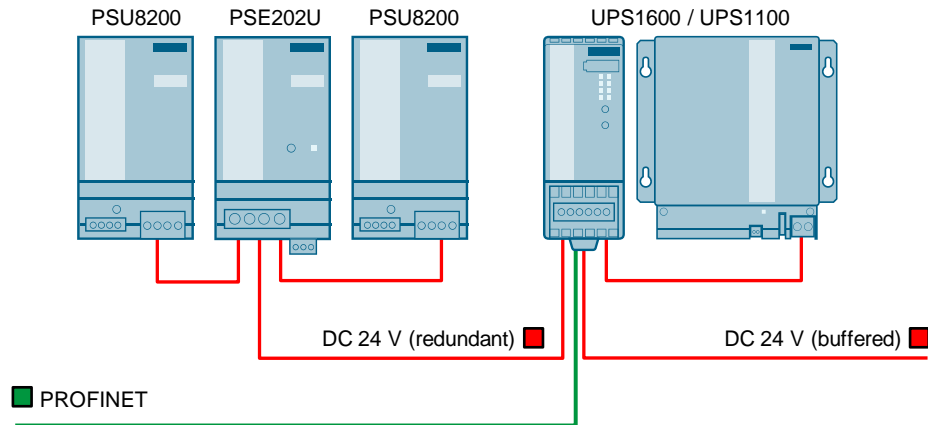 PSU8200
PSE202U
PSU8200
UPS1600 / UPS1100
DC 24 V (redundant)
DC 24 V (buffered)
PROFINET